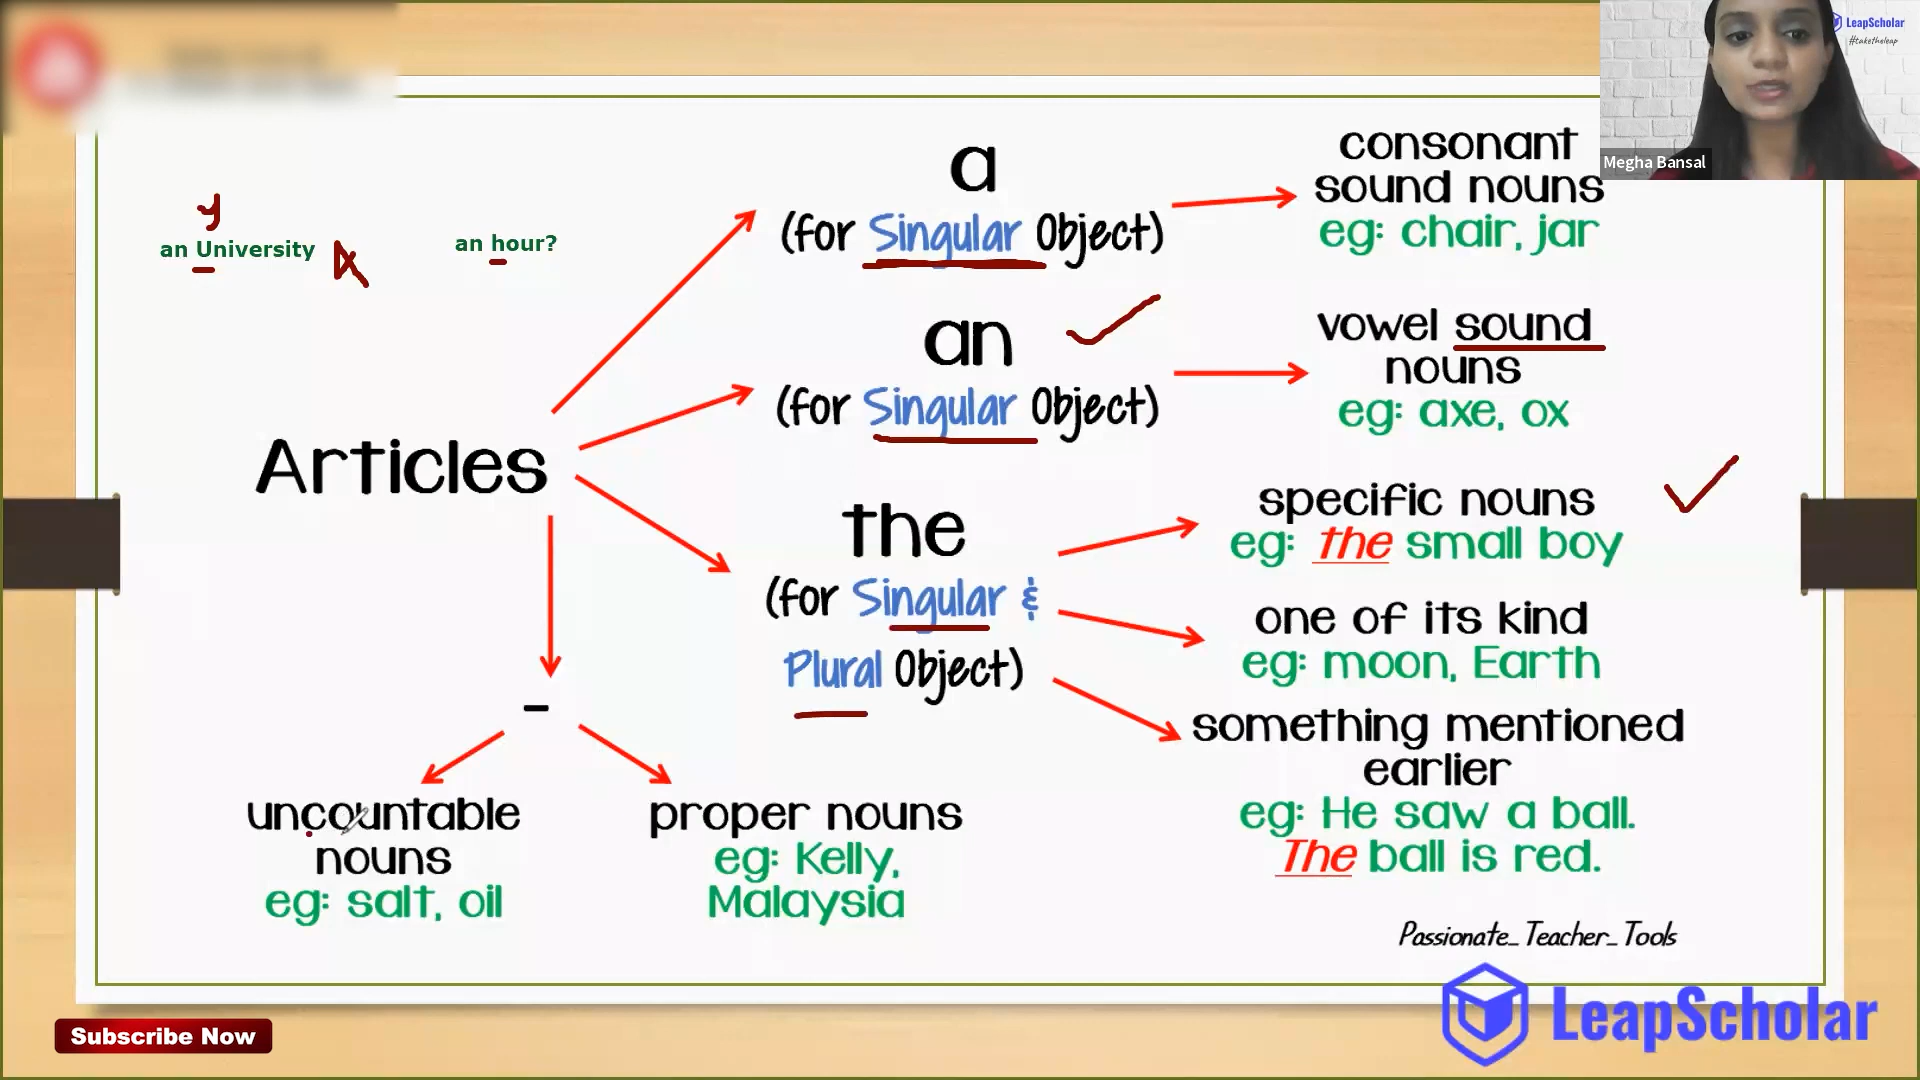 LeapScholar
#taketheleap
Megha Bansal
y
an University
an hour?
Articles
a
(for Singular Object)
consonant
sound nouns
eg: chair, jar
an
(for Singular Object)
vowel sound
nouns
eg: axe, ox
the
(for Singular &
Plural Object)
specific nouns
eg: the small boy
one of its kind
eg: moon, Earth
something mentioned
earlier
eg: He saw a ball.
The ball is red.
-
uncountable
nouns
eg: salt, oil
proper nouns
eg: Kelly,
Malaysia
Passionate_Teacher_Tools
LeapScholar
Subscribe Now